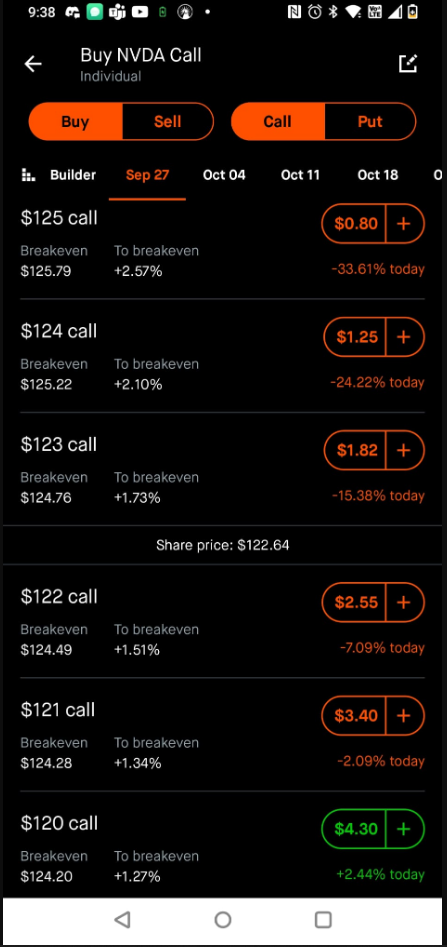 9:38
Buy NVDA Call
Individual
Buy Sell Call Put
Builder Sep 27 Oct 04 Oct 11 Oct 18 O
$125 call $0.80 +
Breakeven To breakeven
$125.79 +2.57% -33.61% today
$124 call $1.25 +
Breakeven To breakeven
$125.22 +2.10% -24.22% today
$123 call $1.82 +
Breakeven To breakeven
$124.76 +1.73% -15.38% today
Share price: $122.64
$122 call $2.55 +
Breakeven To breakeven
$124.49 +1.51% -7.09% today
$121 call $3.40 +
Breakeven To breakeven
$124.28 +1.34% -2.09% today
$120 call $4.30 +
Breakeven To breakeven
$124.20 +1.27% +2.44% today